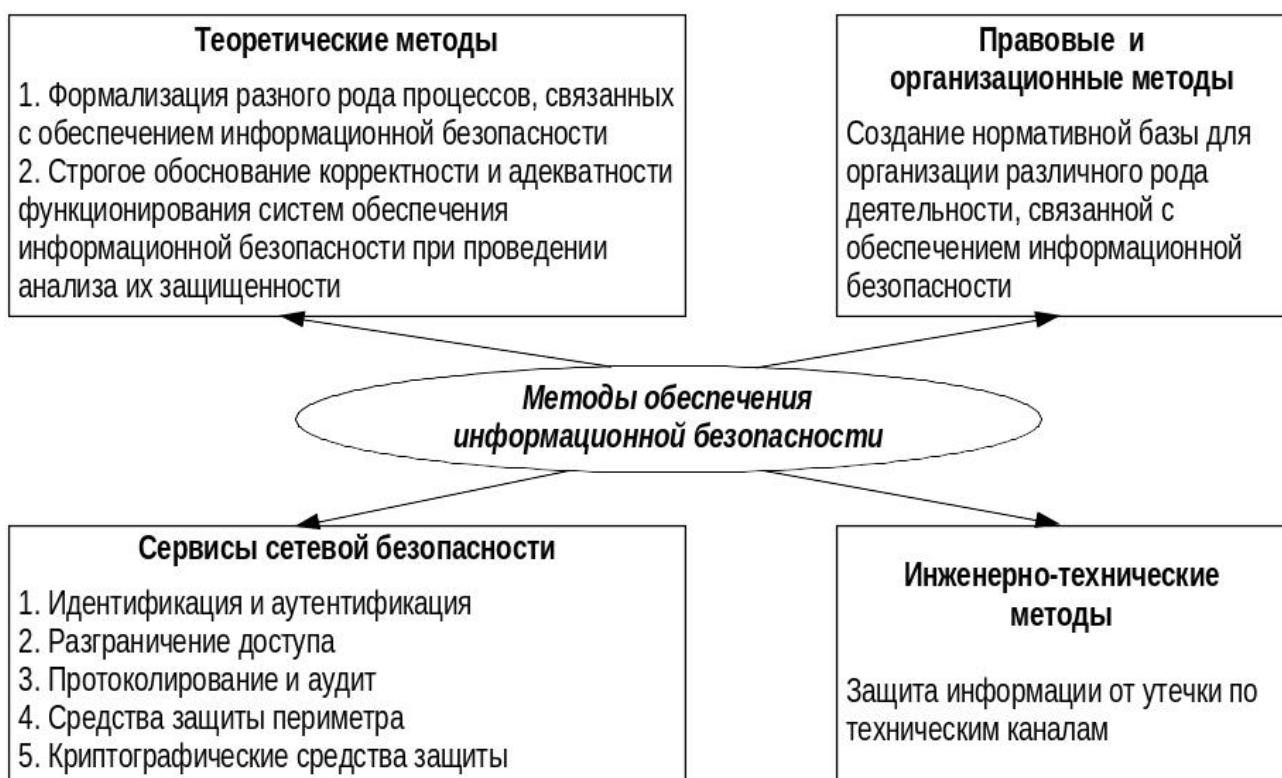 Теоретические методы
1. Формализация разного рода процессов, связанных
с обеспечением информационной безопасности
2. Строгое обоснование корректности и адекватности
функционирования систем обеспечения
информационной безопасности при проведении
анализа их защищенности
Правовые и
организационные методы
Создание нормативной базы для
организации различного рода
деятельности, связанной с
обеспечением информационной
безопасности
Методы обеспечения
информационной безопасности
Сервисы сетевой безопасности
1. Идентификация и аутентификация
2. Разграничение доступа
3. Протоколирование и аудит
4. Средства защиты периметра
5. Криптографические средства защиты
Инженерно-технические
методы
Защита информации от утечки по
техническим каналам